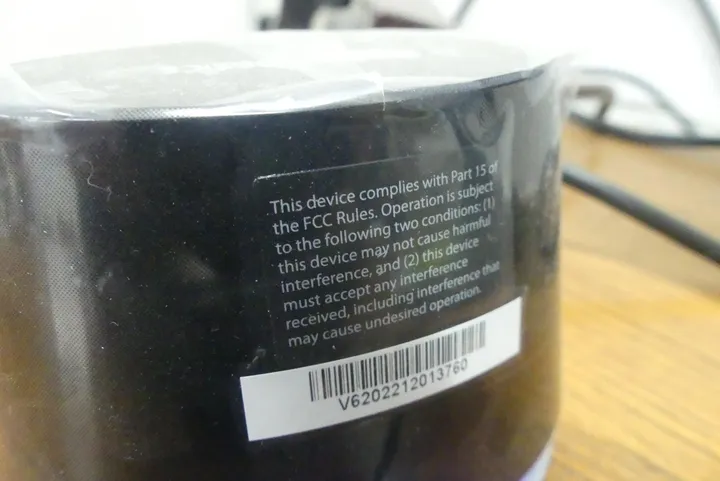 This device complies with Part 15 of
the FCC Rules. Operation is subject
to the following two conditions: (1)
this device may not cause harmful
interference, and (2) this device
must accept any interference
received, including interference that
may cause undesired operation.
V6202212013760